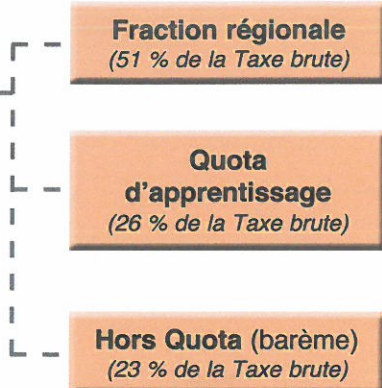 Fraction régionale
(51 % de la Taxe brute)
Quota
d'apprentissage
(26 % de la Taxe brute)
Hors Quota (barème)
(23 % de la Taxe brute)